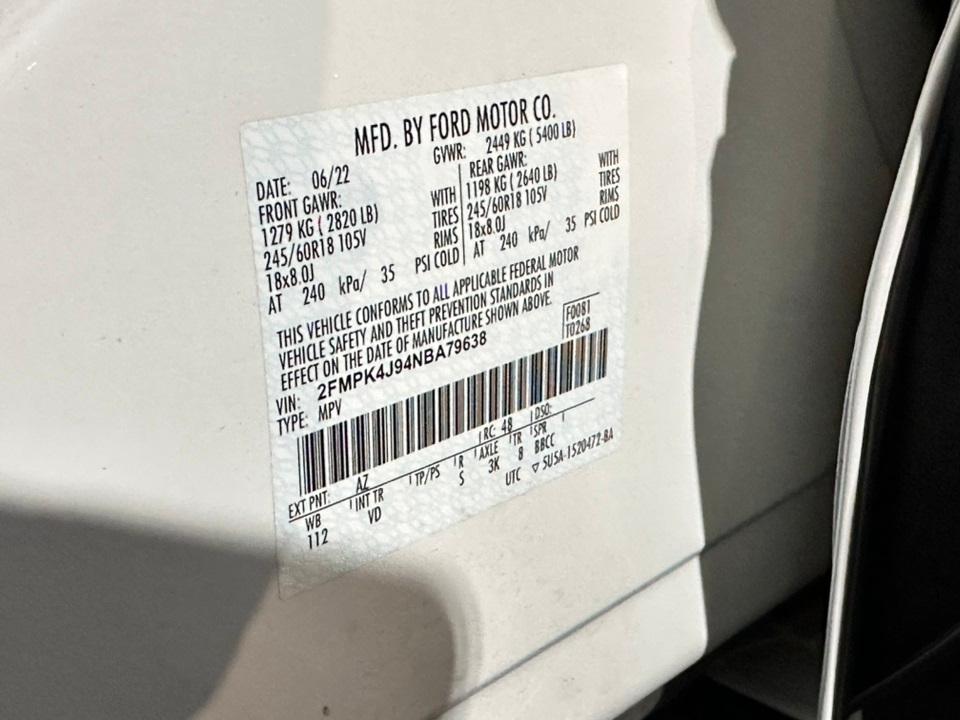 MFD. BY FORD MOTOR CO.
DATE: 06/22 GVWR: 2449 KG ( 5400 LB)
FRONT GAWR: REAR GAWR:
1279 KG ( 2820 LB) WITH 1198 KG ( 2640 LB) WITH
245/60R18 105V TIRES 245/60R18 105V TIRES
18x8.0J RIMS 18x8.0J RIMS
AT 240 kPa/ 35 PSI COLD AT 240 kPa/ 35 PSI COLD
THIS VEHICLE CONFORMS TO ALL APPLICABLE FEDERAL MOTOR
VEHICLE SAFETY AND THEFT PREVENTION STANDARDS IN
EFFECT ON THE DATE OF MANUFACTURE SHOWN ABOVE.
F0081
T0268
VIN: 2FMPK4J94NBA79638
TYPE: MPV
EXT PNT: AZ RC: 48 DSO:
WB INT TR TP/PS R AXLE TR SPR
112 VD S 3K 8 BBCC
UTC ▽ 5U5A-1520472-BA